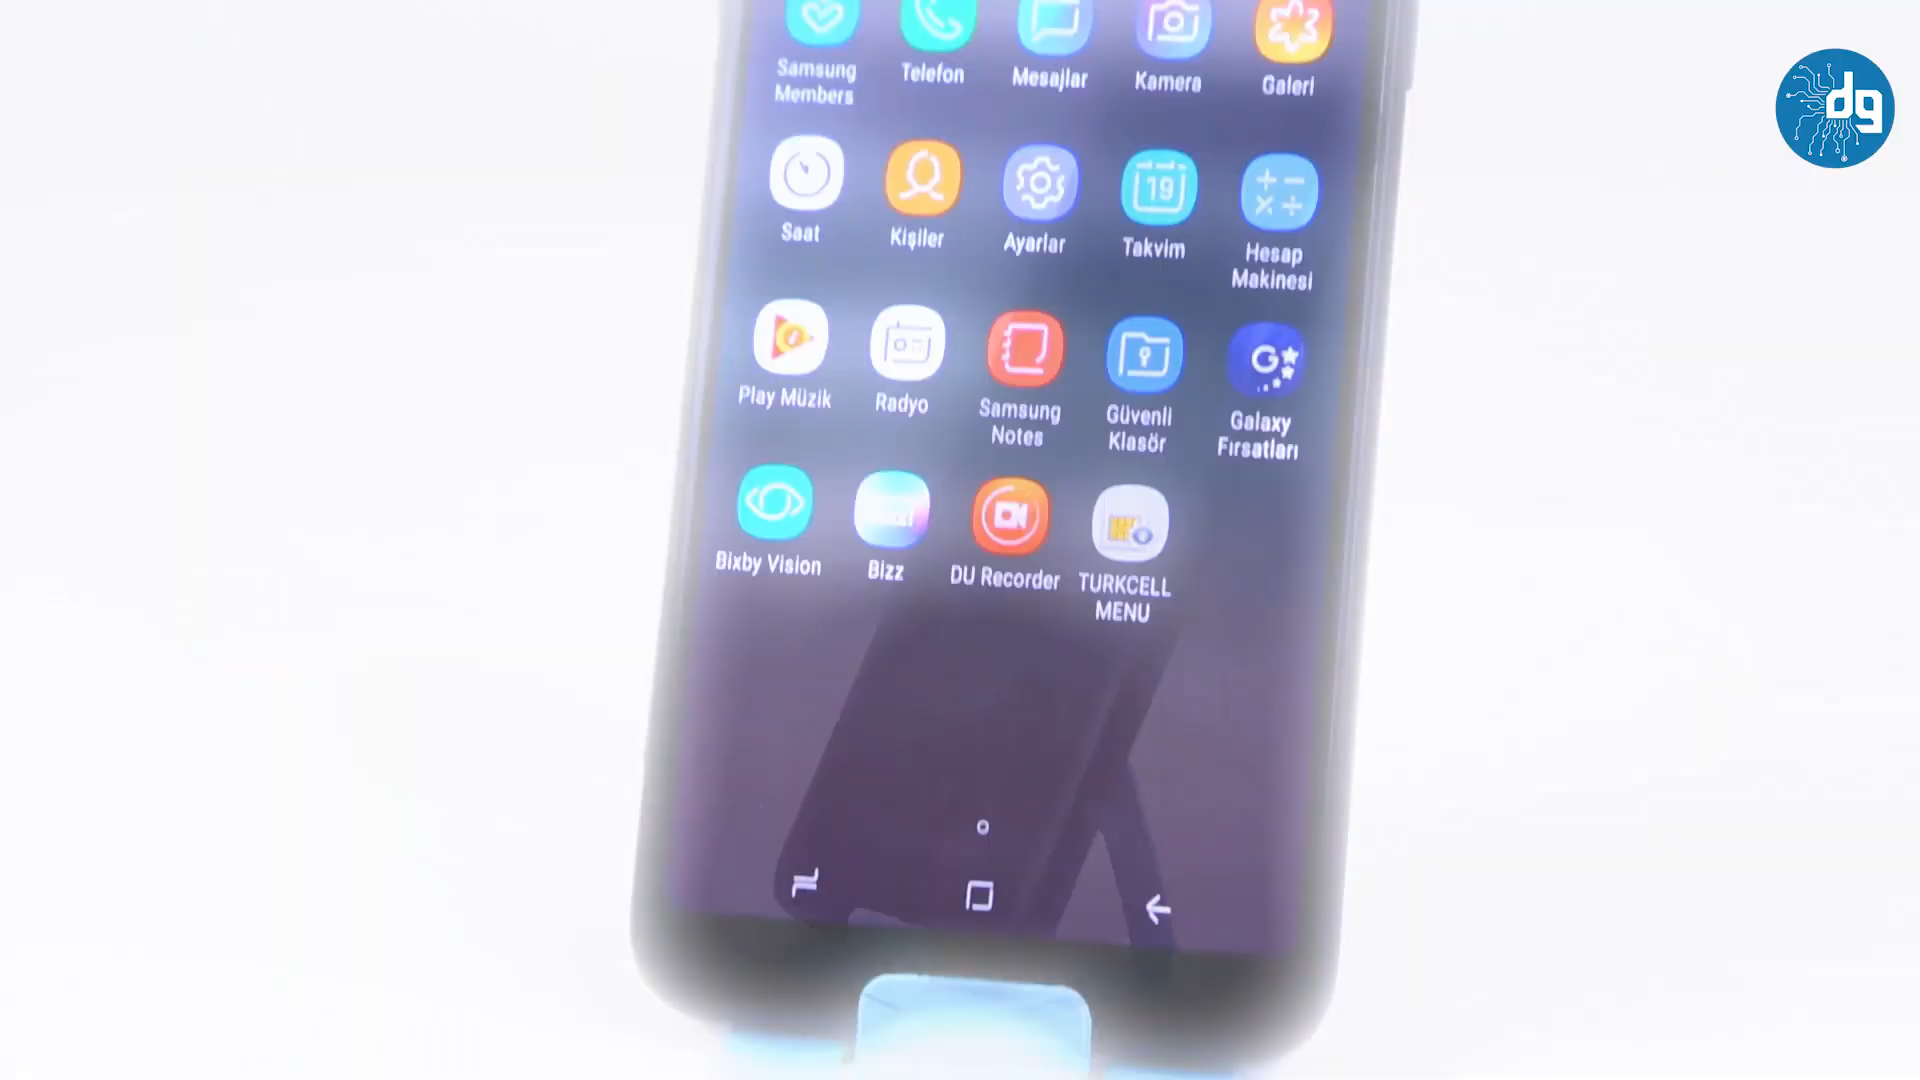 dg
Samsung
Members
Telefon
Mesajlar
Kamera
Galeri
Saat
Kişiler
Ayarlar
19
Takvim
Hesap
Makinesi
Play Müzik
Radyo
Samsung
Notes
Güvenli
Klasör
G
Galaxy
Fırsatları
Bixby Vision
Bizz
DU Recorder
TURKCELL
MENU